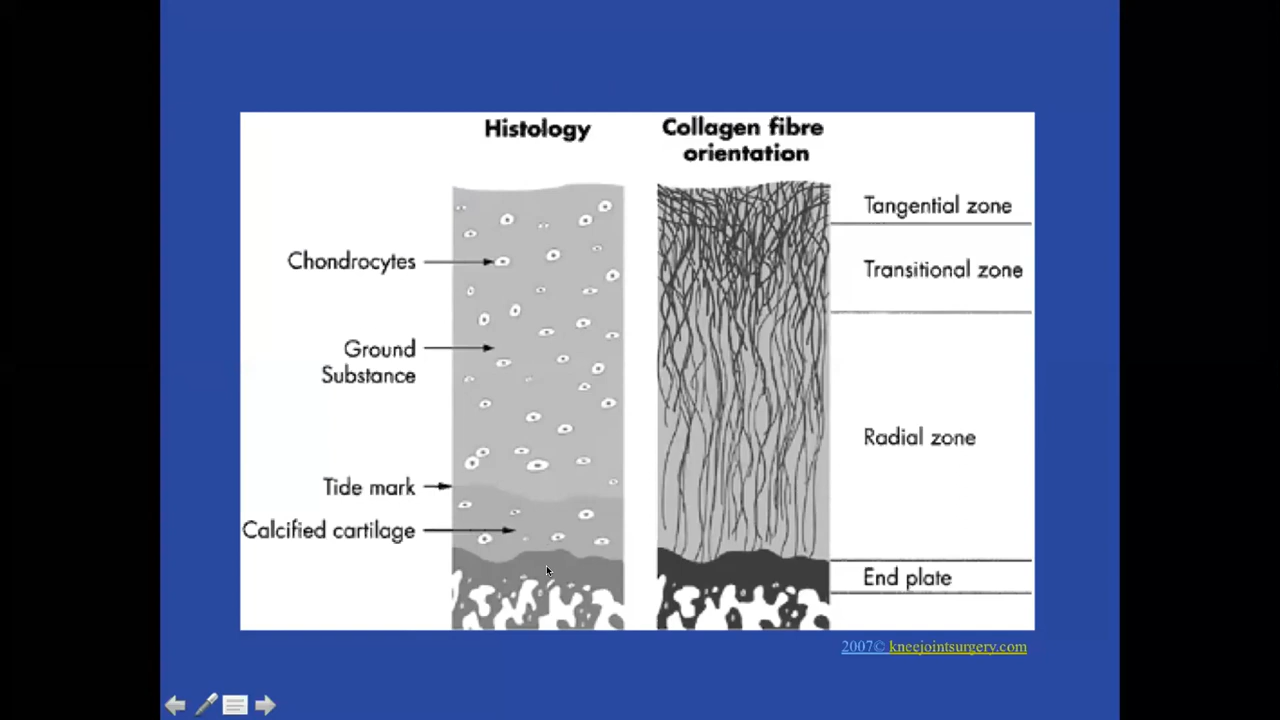 Histology
Collagen fibre
orientation
Chondrocytes
Ground
Substance
Tide mark
Calcified cartilage
Tangential zone
Transitional zone
Radial zone
End plate
2007© kneejointsurgery.com